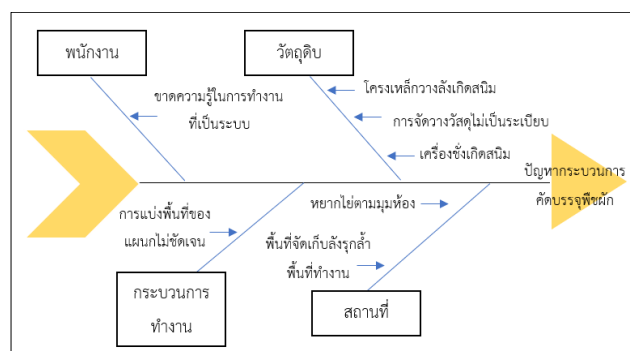 พนักงาน
วัตถุดิบ
ขาดความรู้ในการทำงาน
ที่เป็นระบบ
โครงเหล็กวางลังเกิดสนิม
การจัดวางวัสดุไม่เป็นระเบียบ
เครื่องชั่งเกิดสนิม
ปัญหากระบวนการ
คัดบรรจุพืชผัก
การแบ่งพื้นที่ของ
แผนกไม่ชัดเจน
หยากไย่ตามมุมห้อง
พื้นที่จัดเก็บลังรุกล้ำ
พื้นที่ทำงาน
กระบวนการ
ทำงาน
สถานที่